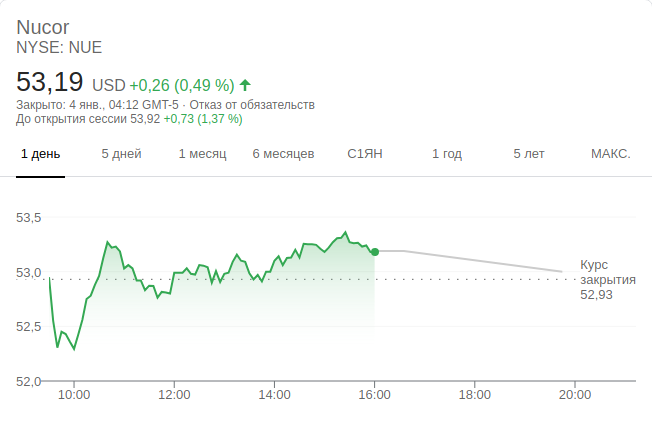 Nucor
NYSE: NUE
53,19 USD +0,26 (0,49 %)
Закрыто: 4 янв., 04:12 GMT-5 · Отказ от обязательств
До открытия сессии 53,92 +0,73 (1,37 %)
1 день 5 дней 1 месяц 6 месяцев С1ЯН 1 год 5 лет МАКС.
53,5
53,0
52,5
52,0
Курс
закрытия
52,93
10:00 12:00 14:00 16:00 18:00 20:00